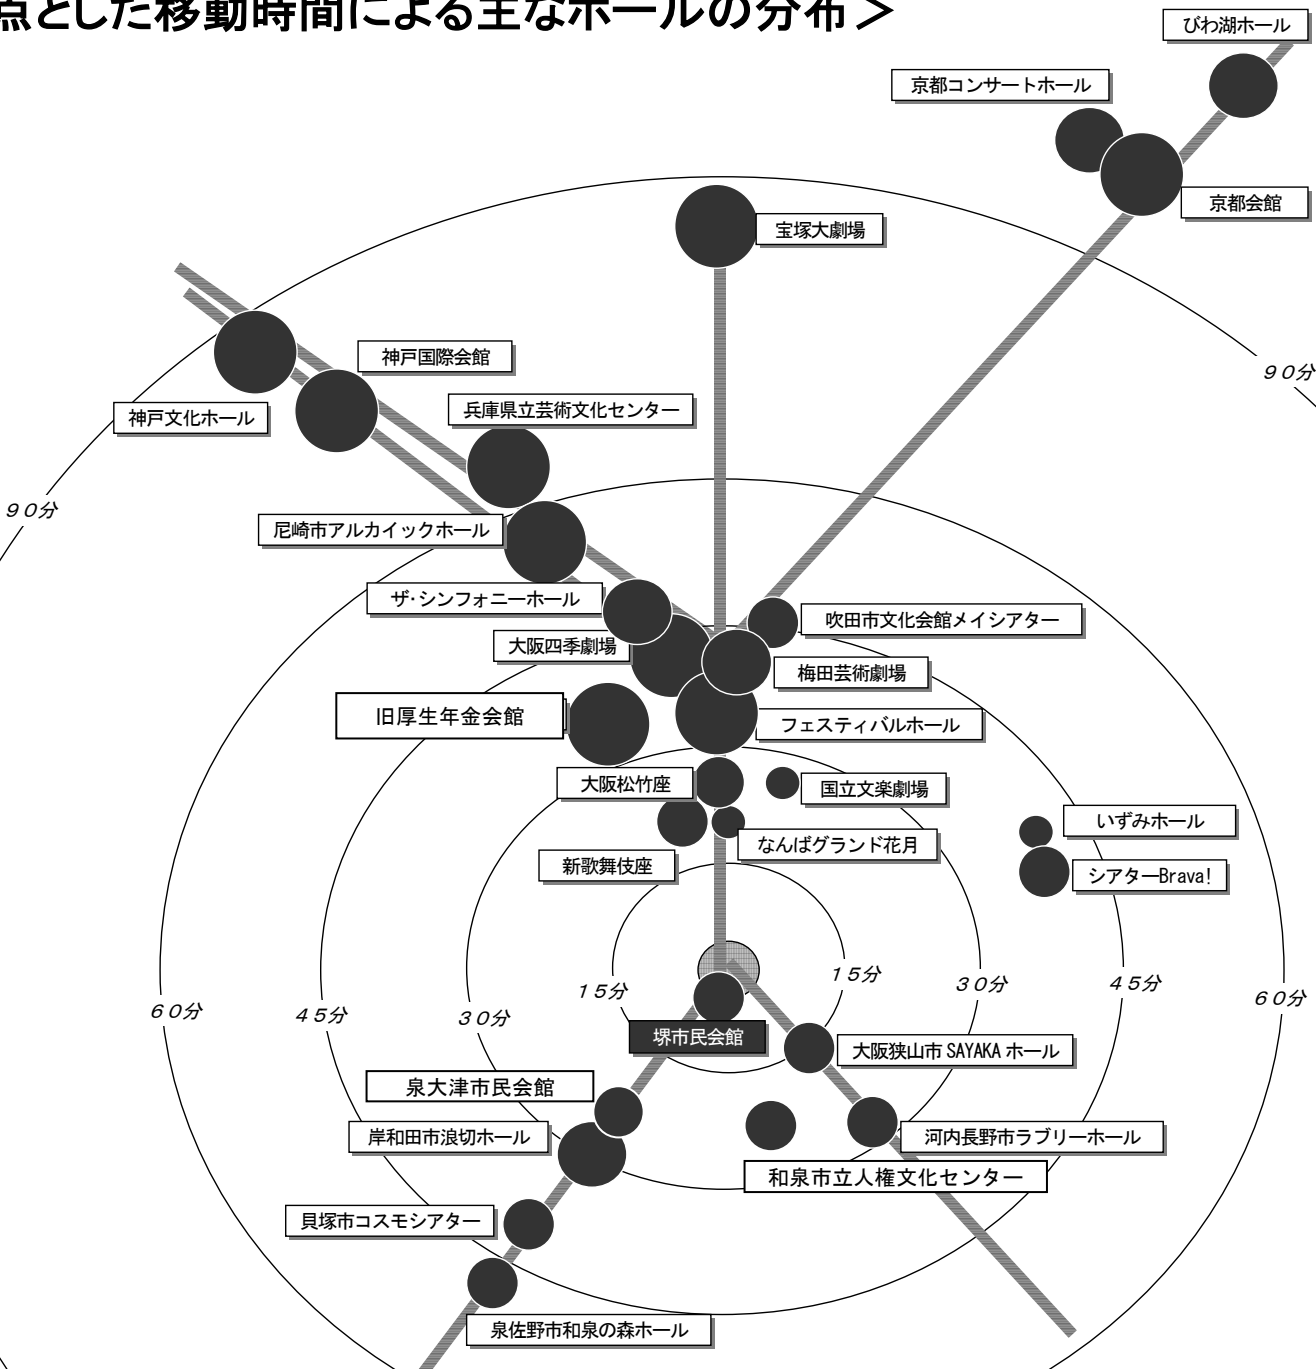 点とした移動時間による主なホールの分布＞
びわ湖ホール
京都コンサートホール
京都会館
宝塚大劇場
神戸国際会館
９０分
兵庫県立芸術文化センター
神戸文化ホール
９０分
尼崎市アルカイックホール
ザ・シンフォニーホール
吹田市文化会館メイシアター
大阪四季劇場
梅田芸術劇場
旧厚生年金会館
フェスティバルホール
大阪松竹座
国立文楽劇場
いずみホール
なんばグランド花月
新歌舞伎座
シアターBrava!
１５分
１５分
３０分
４５分
６０分
６０分
４５分
３０分
堺市民会館
大阪狭山市 SAYAKA ホール
泉大津市民会館
岸和田市浪切ホール
河内長野市ラブリーホール
和泉市立人権文化センター
貝塚市コスモシアター
泉佐野市和泉の森ホール